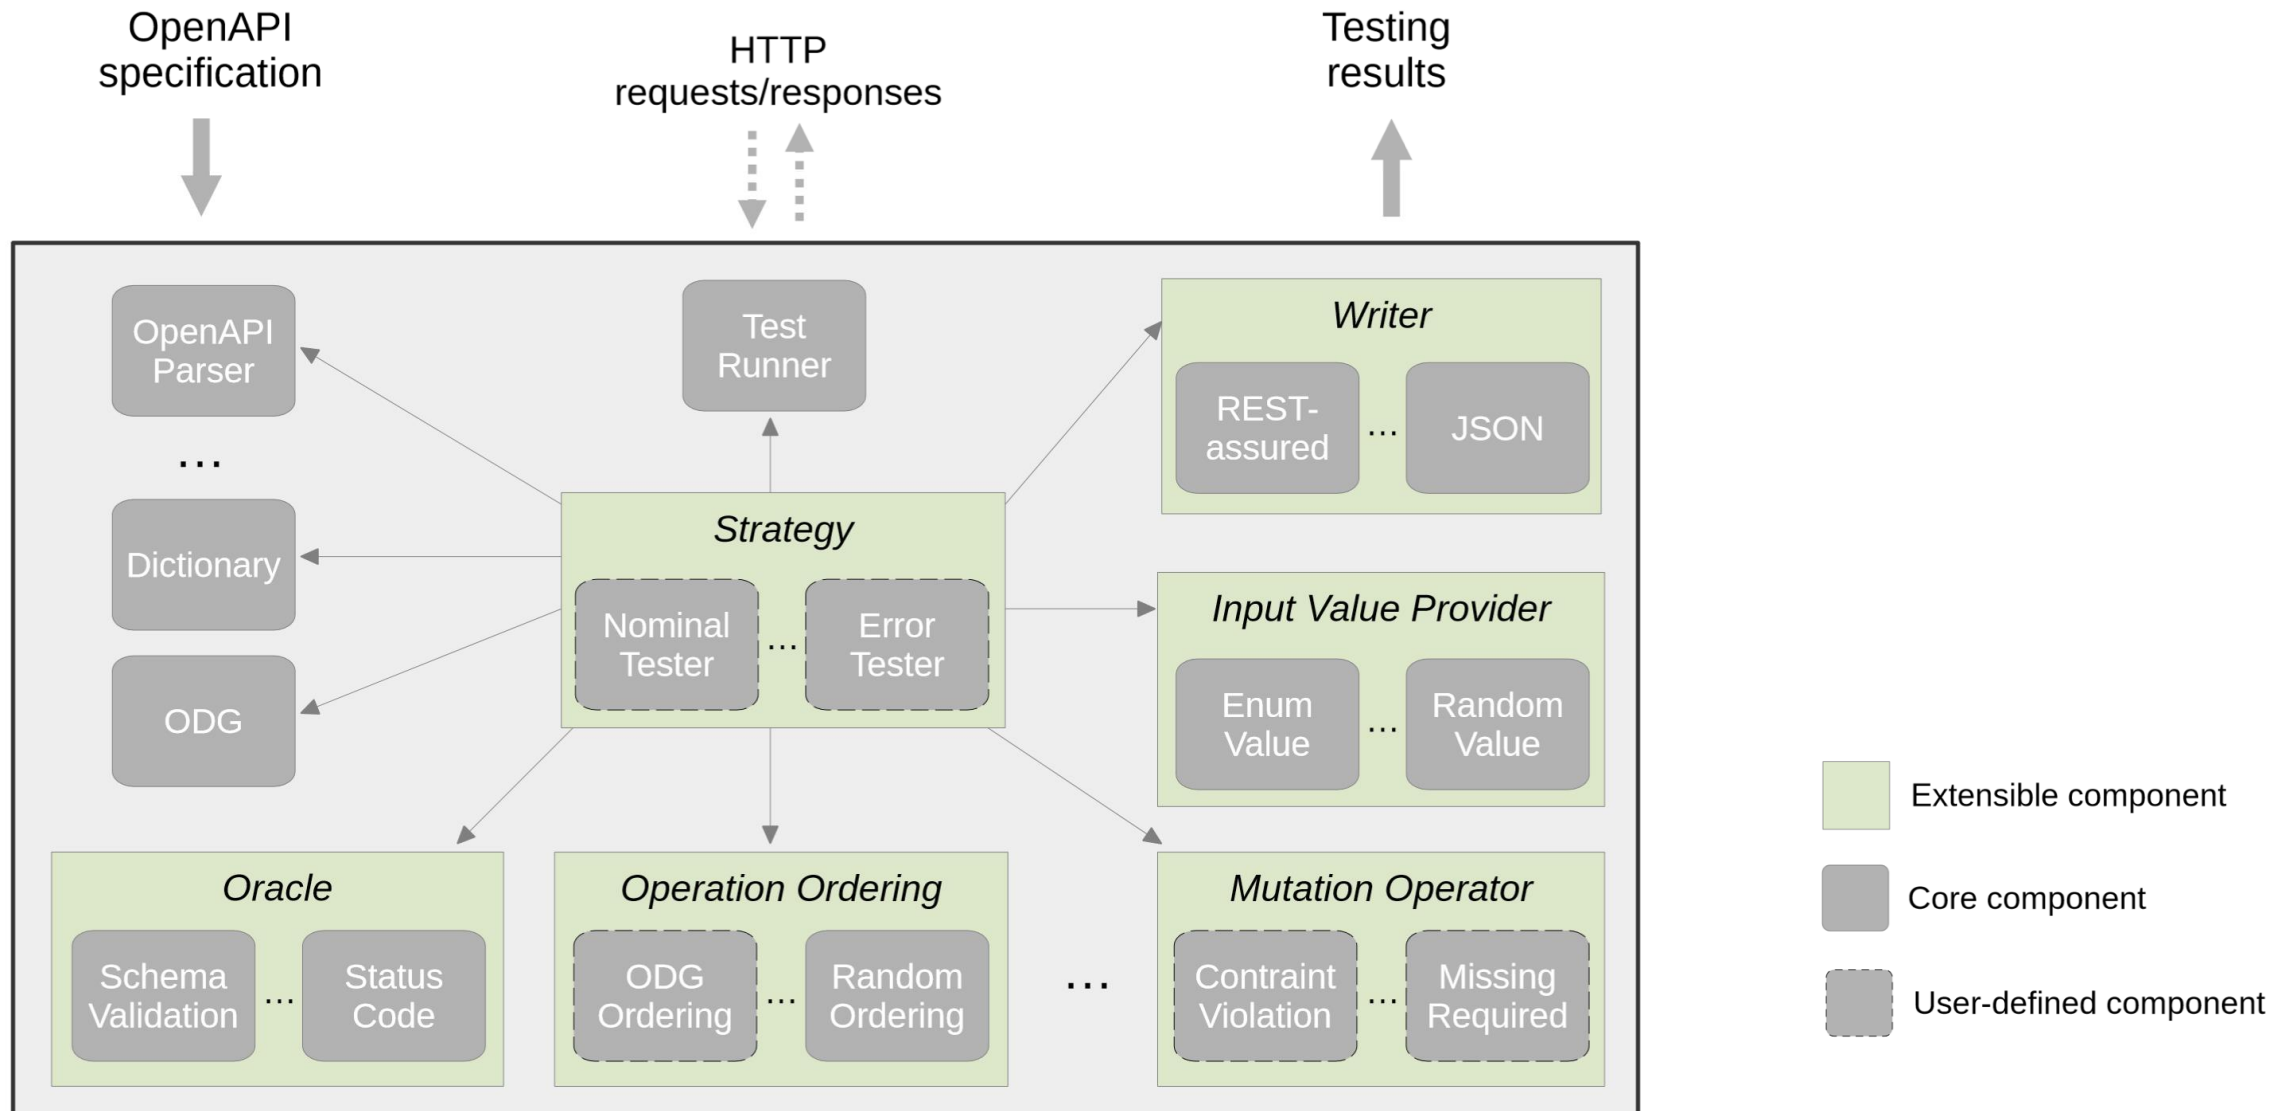 OpenAPI
specification
HTTP
requests/responses
Testing
results
OpenAPI
Parser
...
Dictionary
ODG
Test
Runner
Writer
REST-
assured
...
JSON
Strategy
Nominal
Tester
...
Error
Tester
Input Value Provider
Enum
Value
...
Random
Value
Oracle
Schema
Validation
...
Status
Code
Operation Ordering
ODG
Ordering
...
Random
Ordering
...
Mutation Operator
Contraint
Violation
...
Missing
Required
Extensible component
Core component
User-defined component